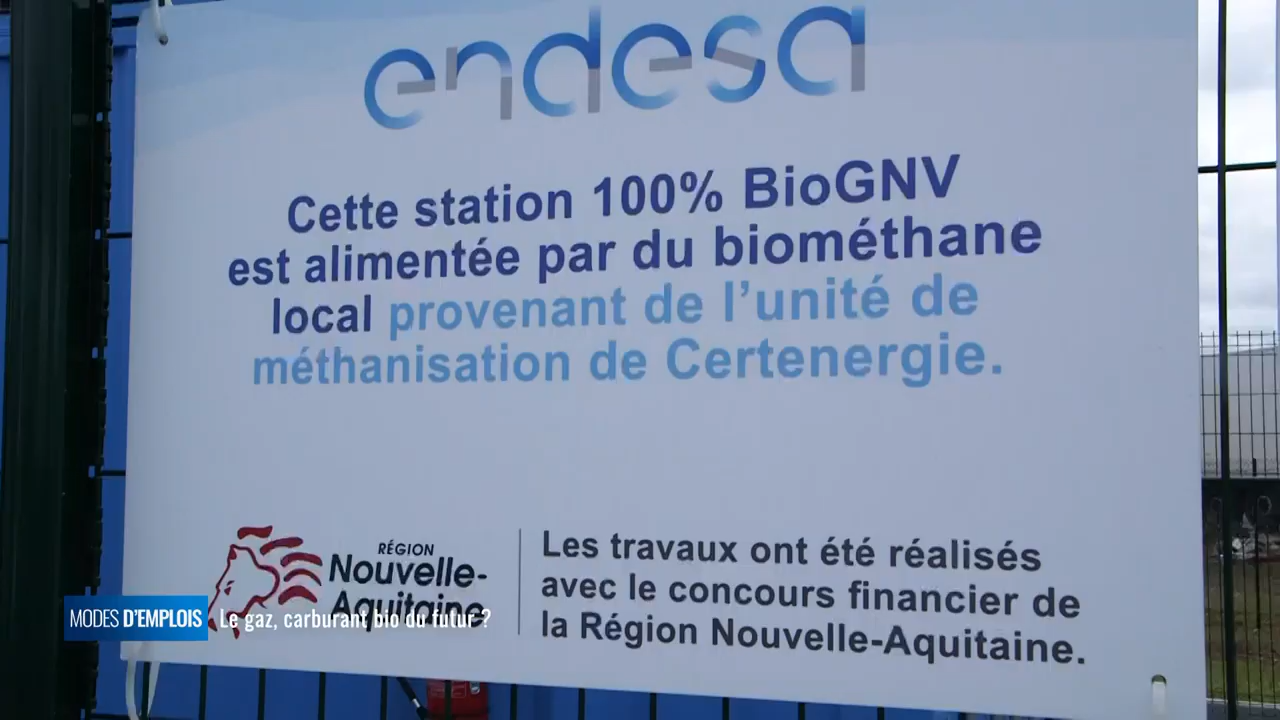 endesa
Cette station 100% BioGNV
est alimentée par du biométhane
local provenant de l’unité de
méthanisation de Certenergie.
RÉGION
Nouvelle-
Aquitaine
Les travaux ont été réalisés
avec le concours financier de
la Région Nouvelle-Aquitaine.
MODES D'EMPLOIS Le gaz, carburant bio du futur ?